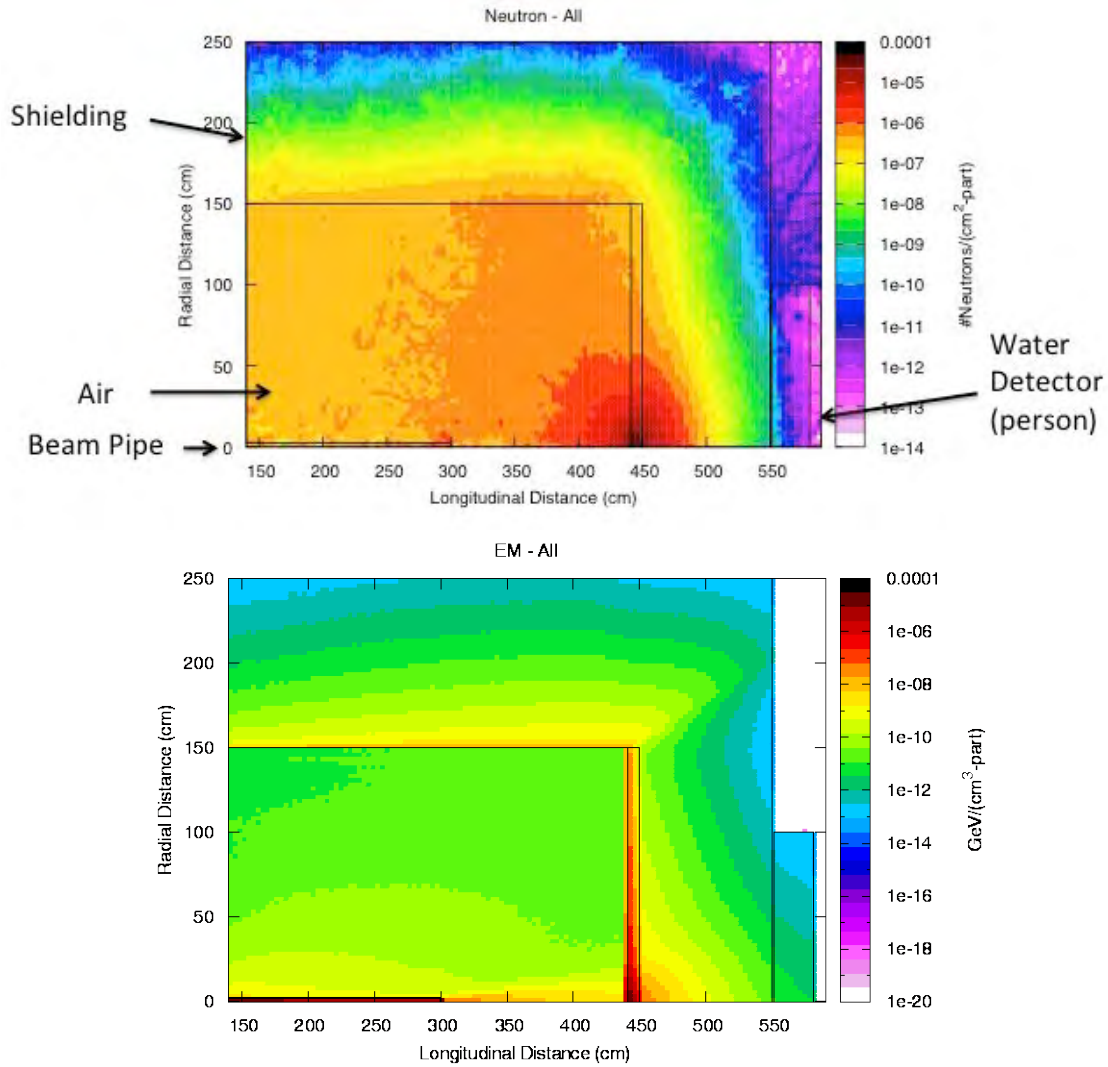 Neutron - All
250
200
150
100
50
0
Radial Distance (cm)
150 200 250 300 350 400 450 500 550
Longitudinal Distance (cm)
0.0001
1e-05
1e-06
1e-07
1e-08
1e-09
1e-10
1e-11
1e-12
1e-13
1e-14
#Neutrons/(cm²-part)
Shielding
Air
Beam Pipe
Water
Detector
(person)
EM - All
250
200
150
100
50
0
Radial Distance (cm)
150 200 250 300 350 400 450 500 550
Longitudinal Distance (cm)
0.0001
1e-06
1e-08
1e-10
1e-12
1e-14
1e-16
1e-18
1e-20
GeV/(cm³-part)